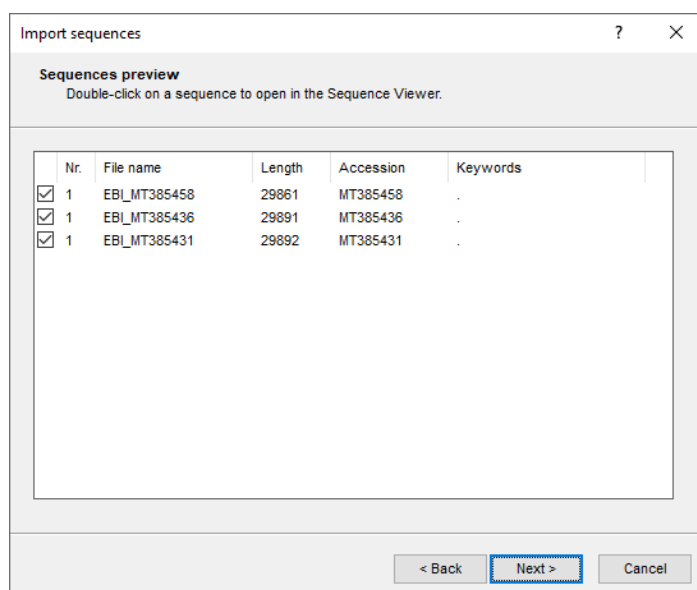 Import sequences ? ×
Sequences preview
Double-click on a sequence to open in the Sequence Viewer.
Nr. File name Length Accession Keywords
1 EBI_MT385458 29861 MT385458 .
1 EBI_MT385436 29891 MT385436 .
1 EBI_MT385431 29892 MT385431 .
< Back Next > Cancel